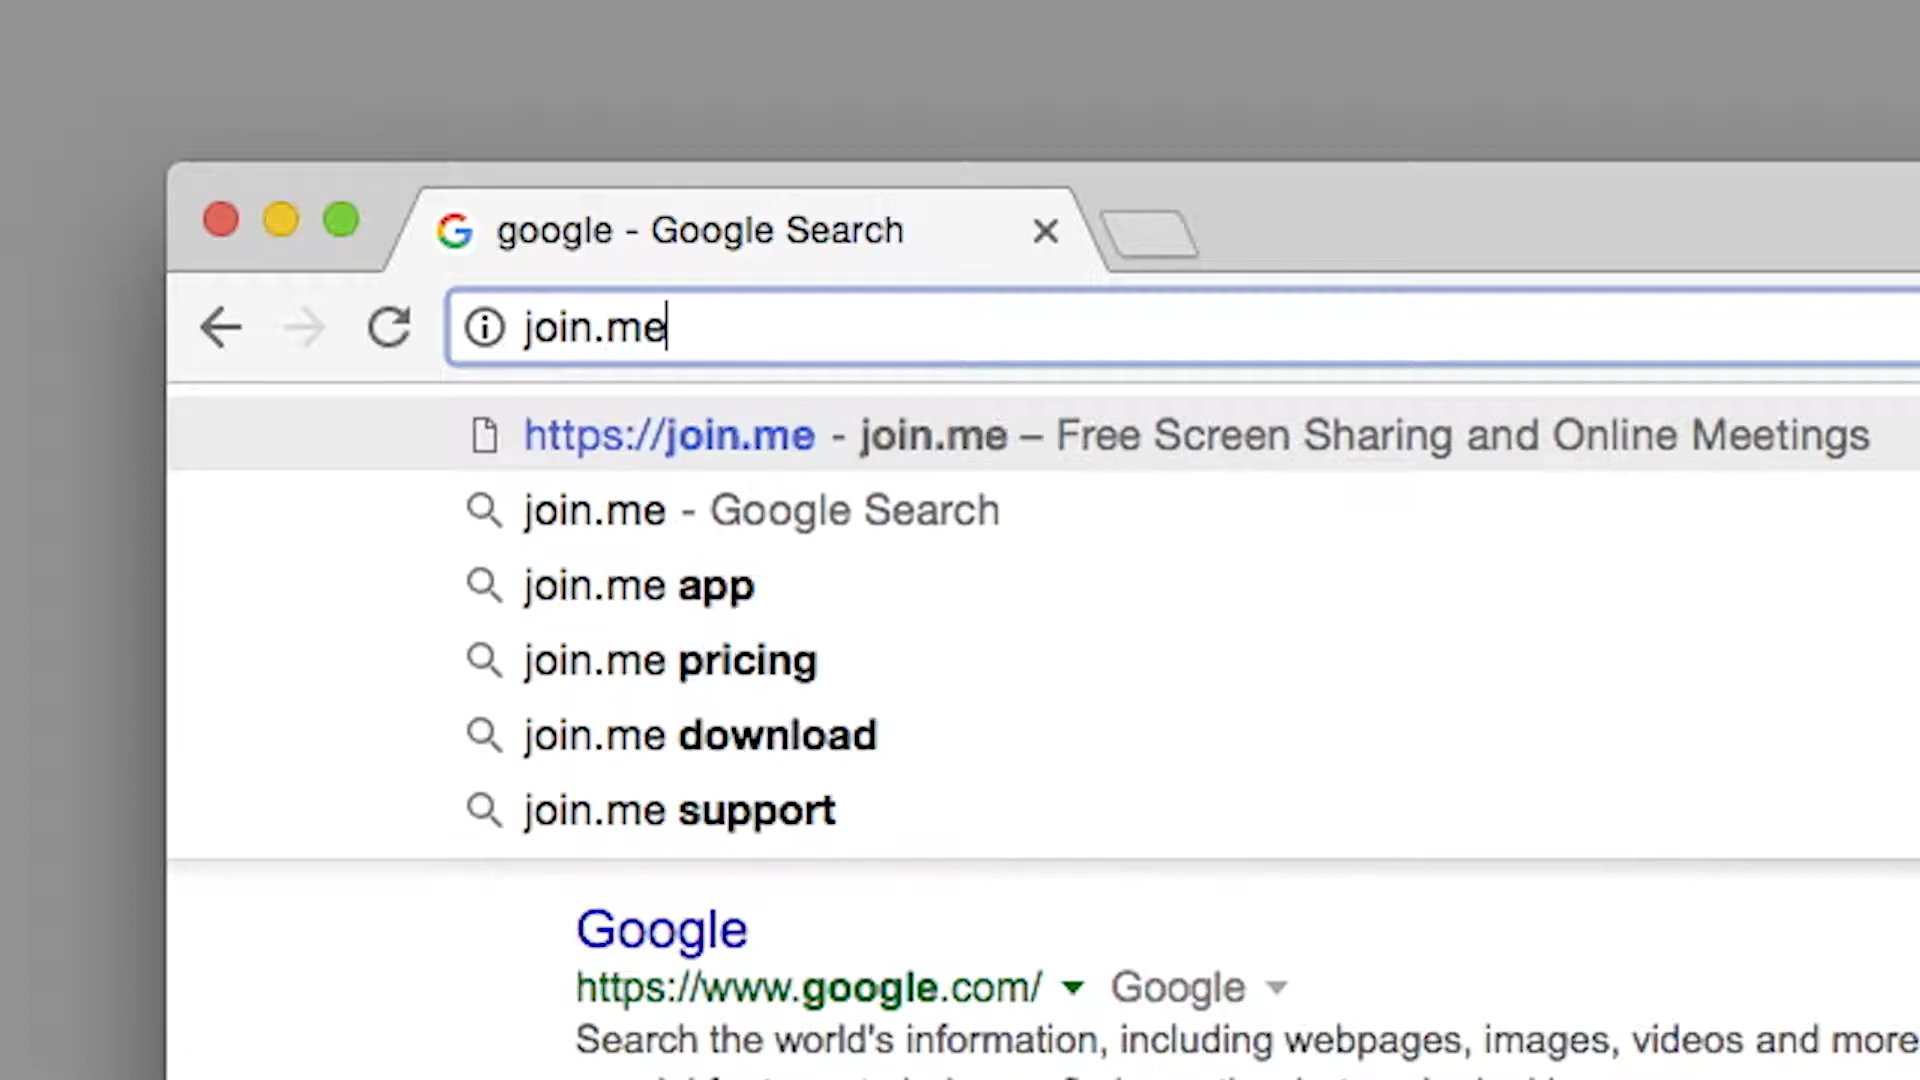 google - Google Search
join.me
https://join.me - join.me – Free Screen Sharing and Online Meetings
join.me - Google Search
join.me app
join.me pricing
join.me download
join.me support
Google
https://www.google.com/ Google
Search the world's information, including webpages, images, videos and more